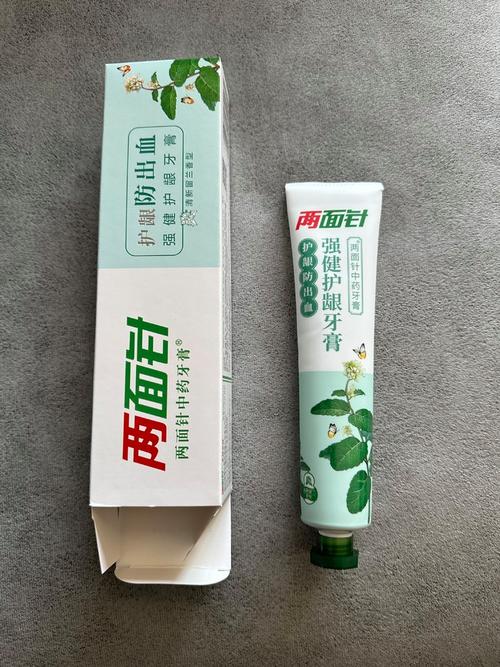 护龈防出血
强健护龈牙膏
清新留兰香型
两面针
两面针中药牙膏®
两面针
两面针中药牙膏
强健护龈牙膏
护龈防出血